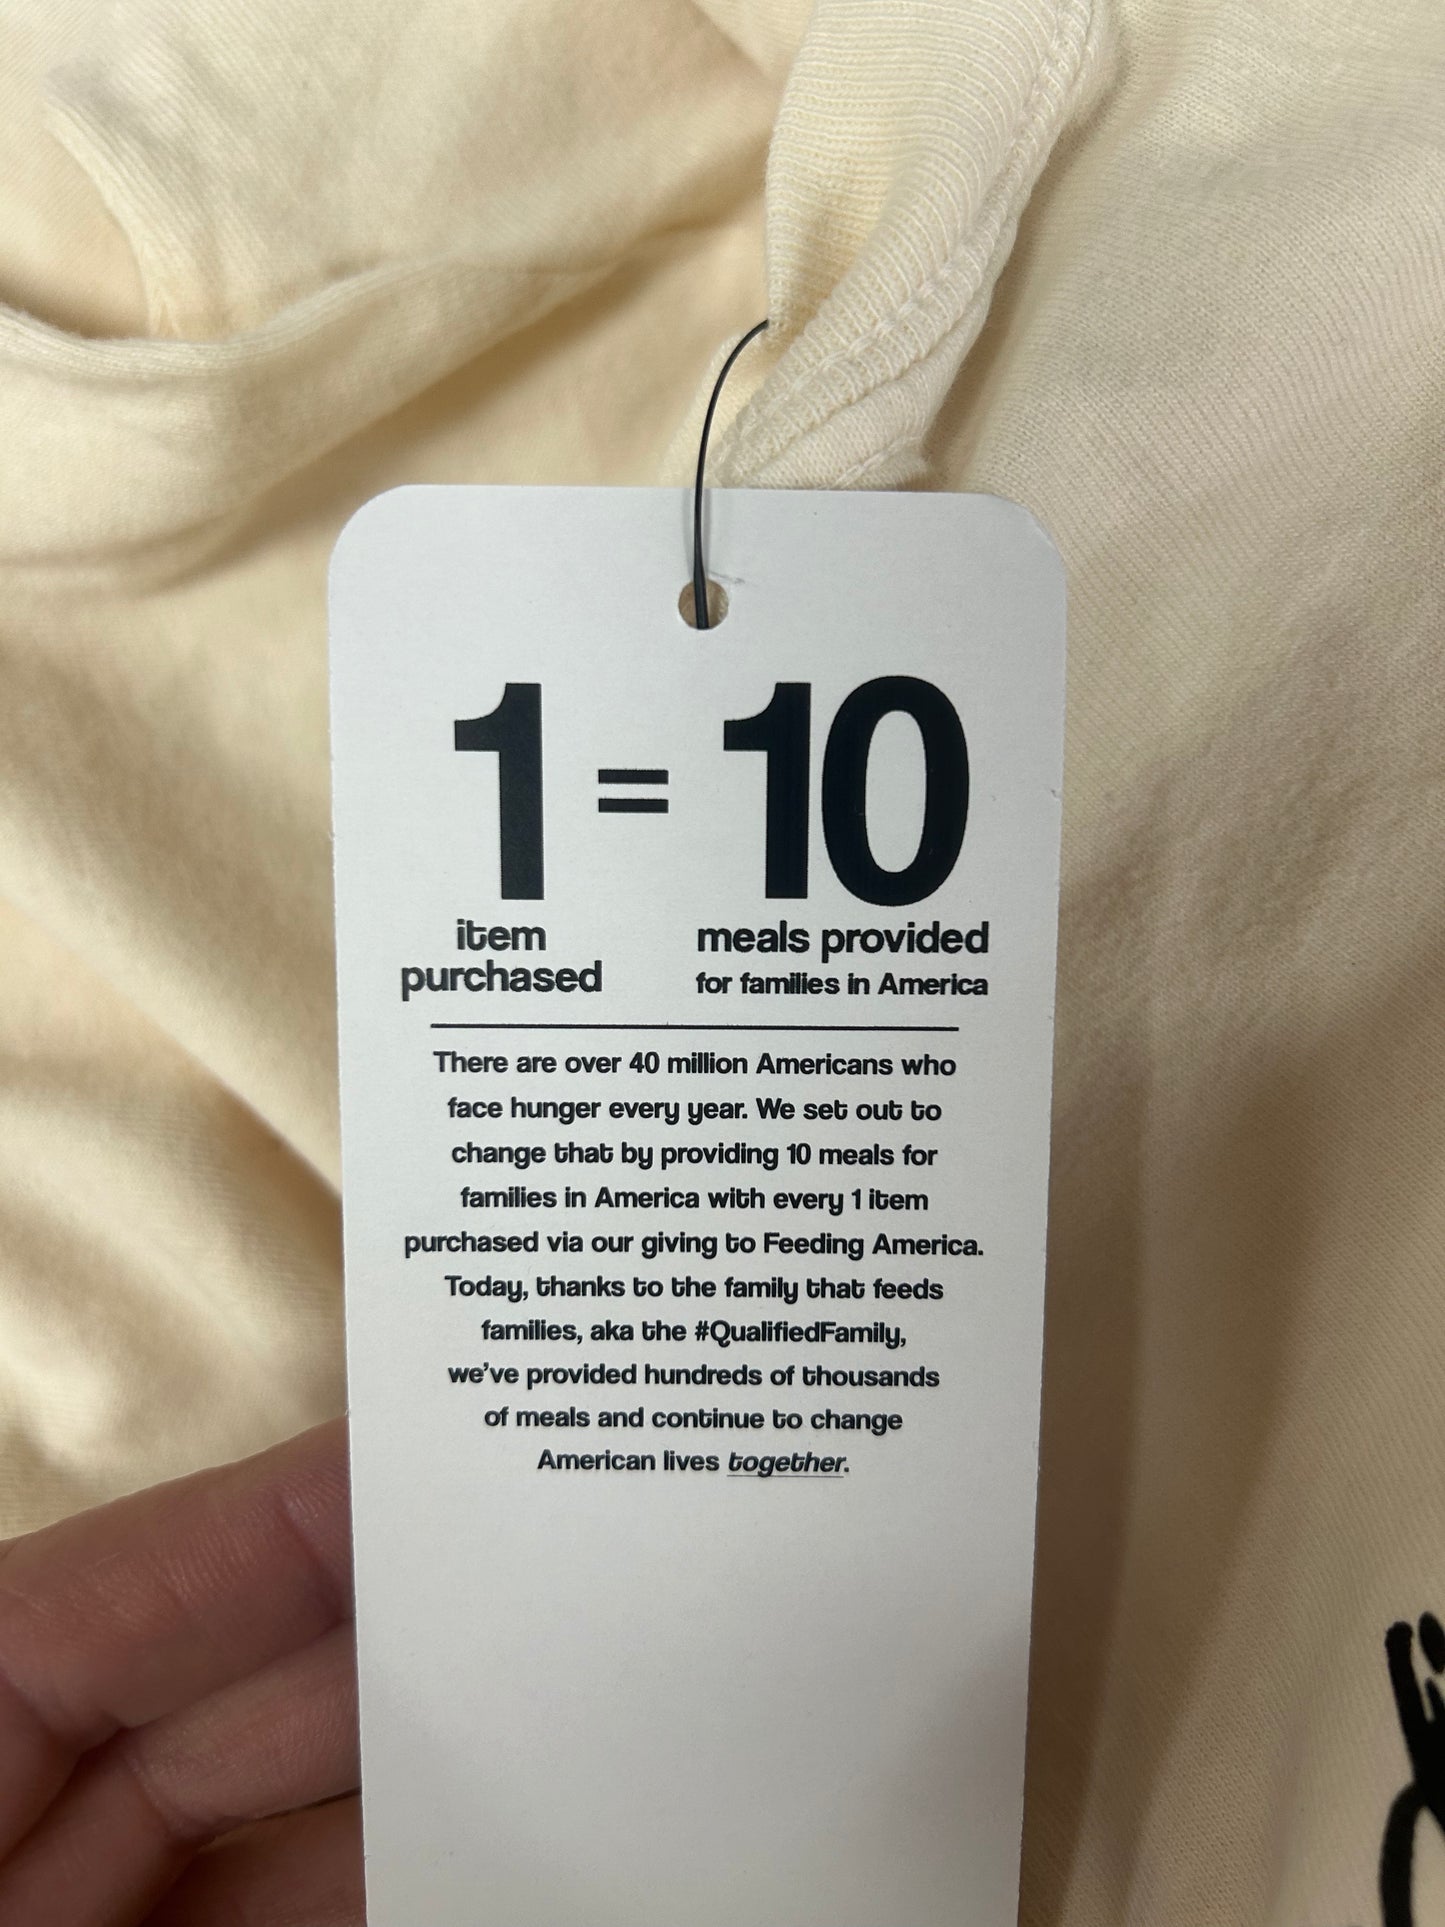 1 = 10
item purchased
meals provided
for families in America
There are over 40 million Americans who
face hunger every year. We set out to
change that by providing 10 meals for
families in America with every 1 item
purchased via our giving to Feeding America.
Today, thanks to the family that feeds
families, aka the #QualifiedFamily,
we've provided hundreds of thousands
of meals and continue to change
American lives together.